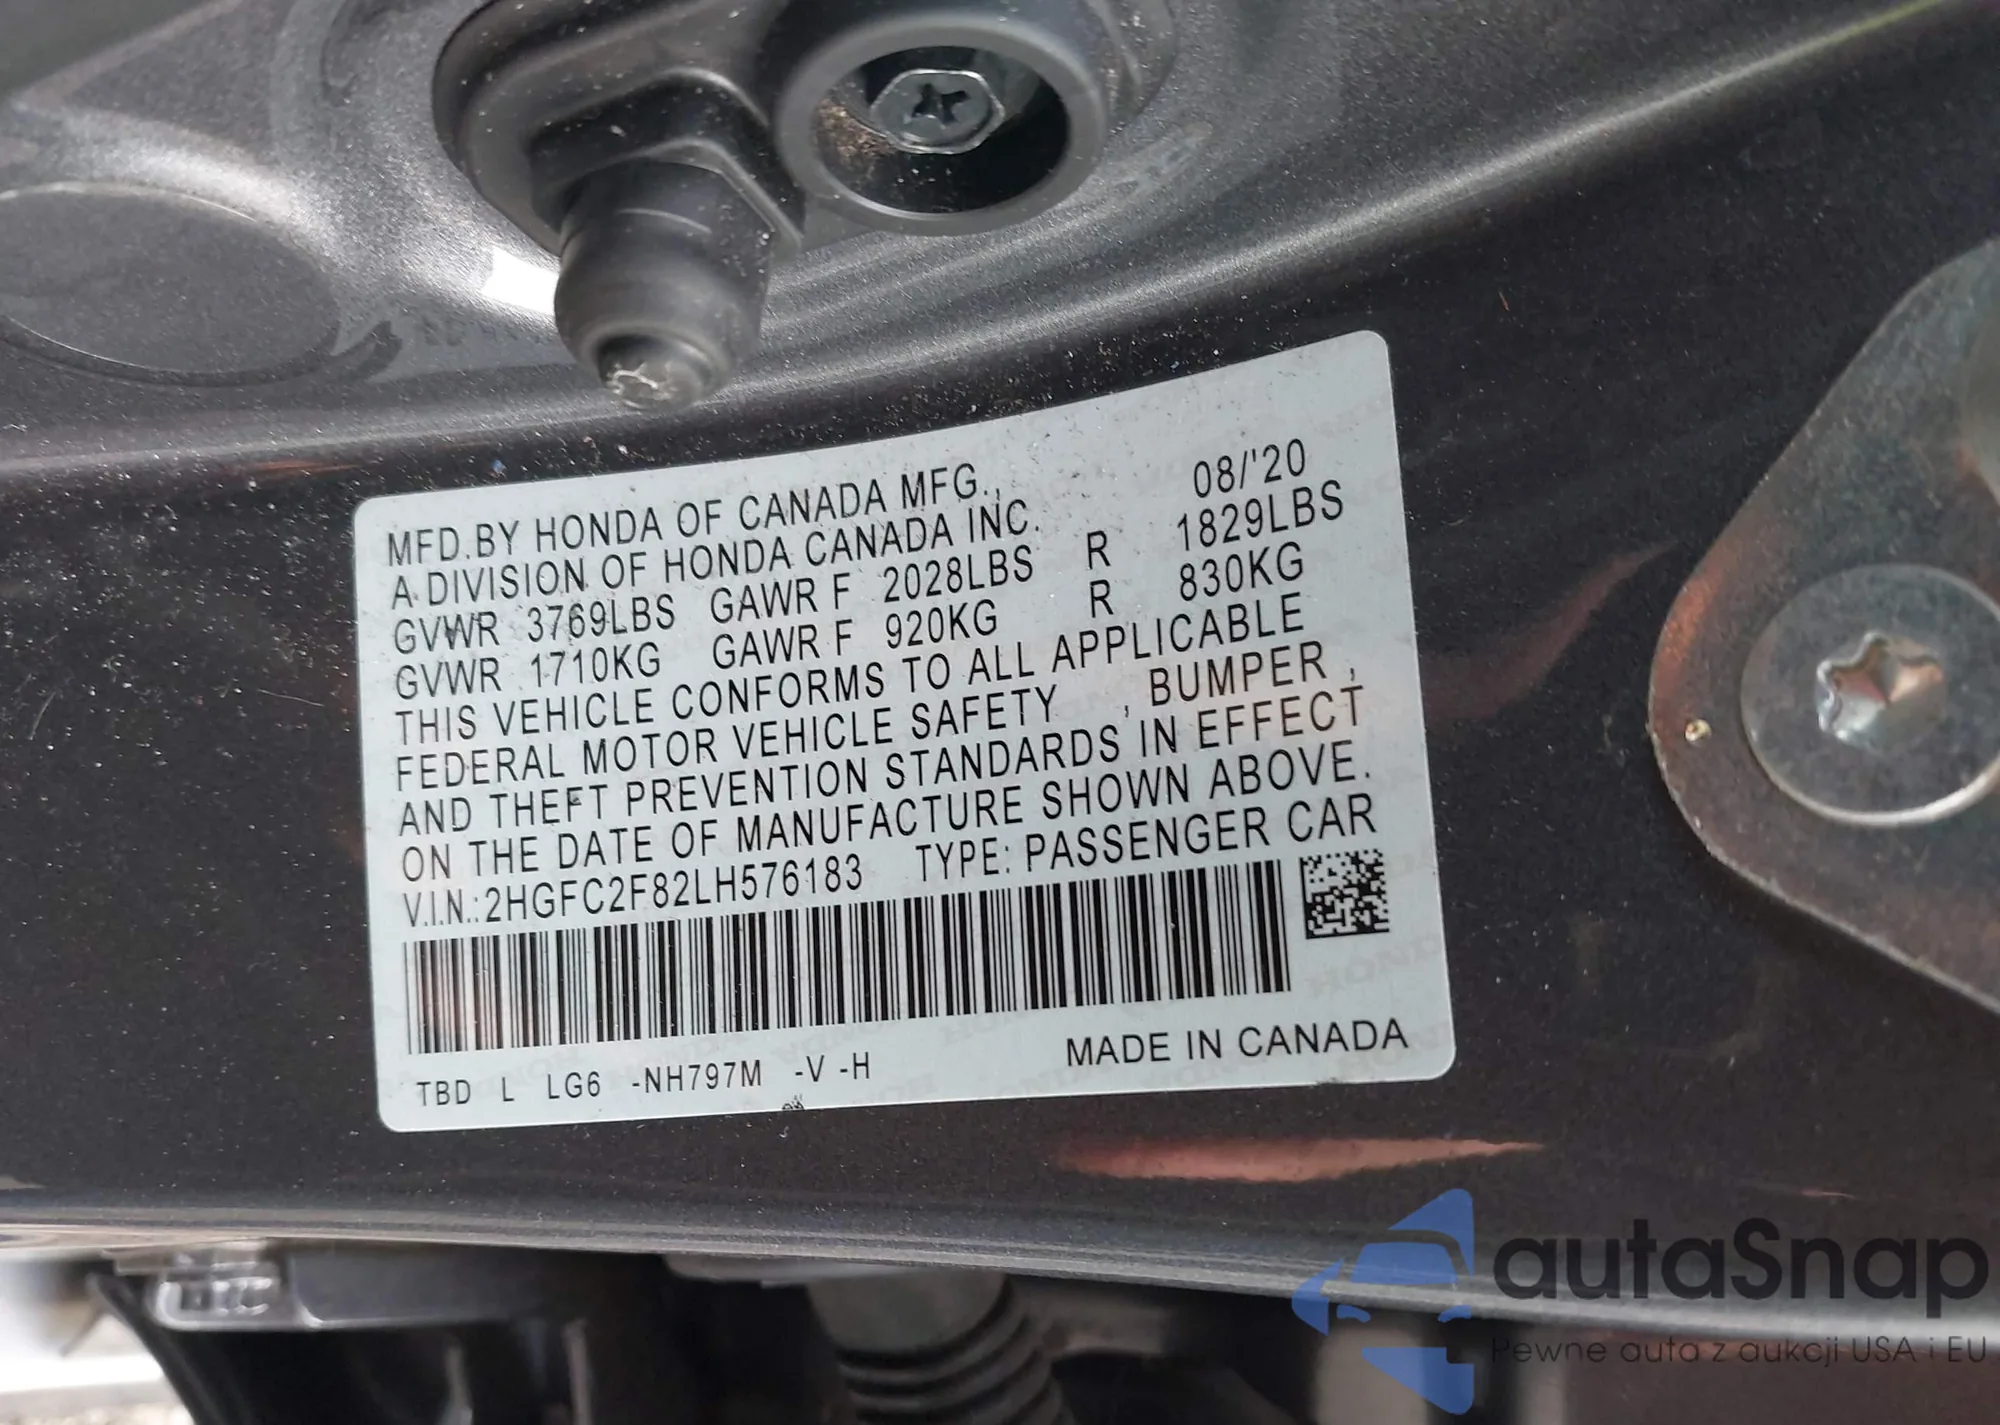 MFD.BY HONDA OF CANADA MFG., 08/'20
A DIVISION OF HONDA CANADA INC.
GVWR 3769LBS GAWR F 2028LBS R 1829LBS
GVWR 1710KG GAWR F 920KG R 830KG
THIS VEHICLE CONFORMS TO ALL APPLICABLE
FEDERAL MOTOR VEHICLE SAFETY , BUMPER ,
AND THEFT PREVENTION STANDARDS IN EFFECT
ON THE DATE OF MANUFACTURE SHOWN ABOVE.
V.I.N.:2HGFC2F82LH576183 TYPE:PASSENGER CAR
TBD L LG6 -NH797M -V -H MADE IN CANADA
autaSnap
Pewne auta z aukcji USA i EU